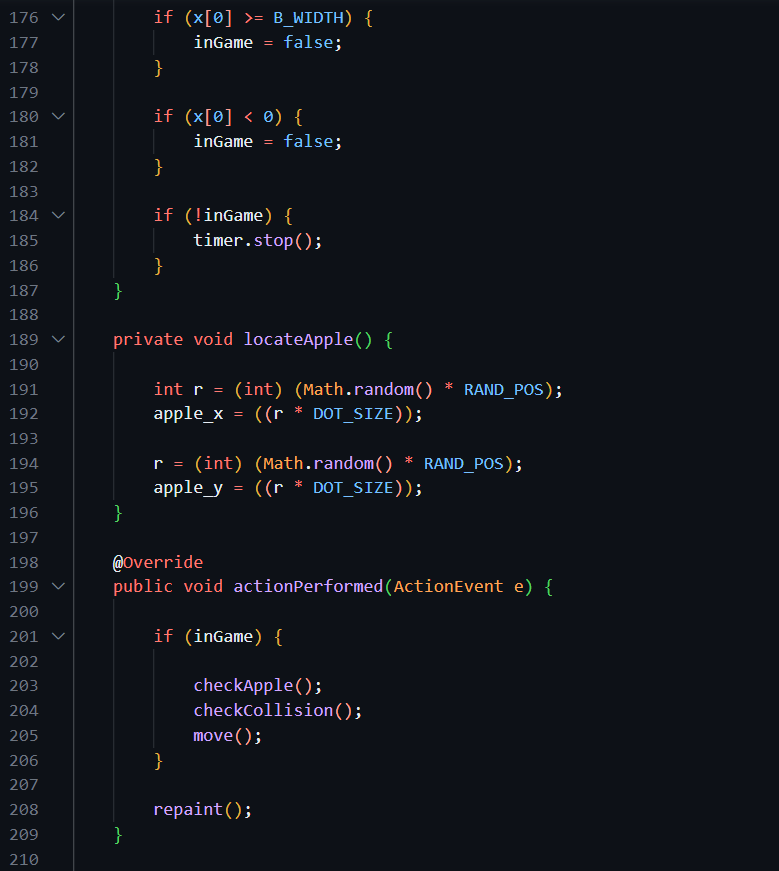 176 if (x[0] >= B_WIDTH) {
177 inGame = false;
178 }
179
180 if (x[0] < 0) {
181 inGame = false;
182 }
183
184 if (!inGame) {
185 timer.stop();
186 }
187 }
188
189 private void locateApple() {
190
191 int r = (int) (Math.random() * RAND_POS);
192 apple_x = ((r * DOT_SIZE));
193
194 r = (int) (Math.random() * RAND_POS);
195 apple_y = ((r * DOT_SIZE));
196 }
197
198 @Override
199 public void actionPerformed(ActionEvent e) {
200
201 if (inGame) {
202
203 checkApple();
204 checkCollision();
205 move();
206 }
207
208 repaint();
209 }
210